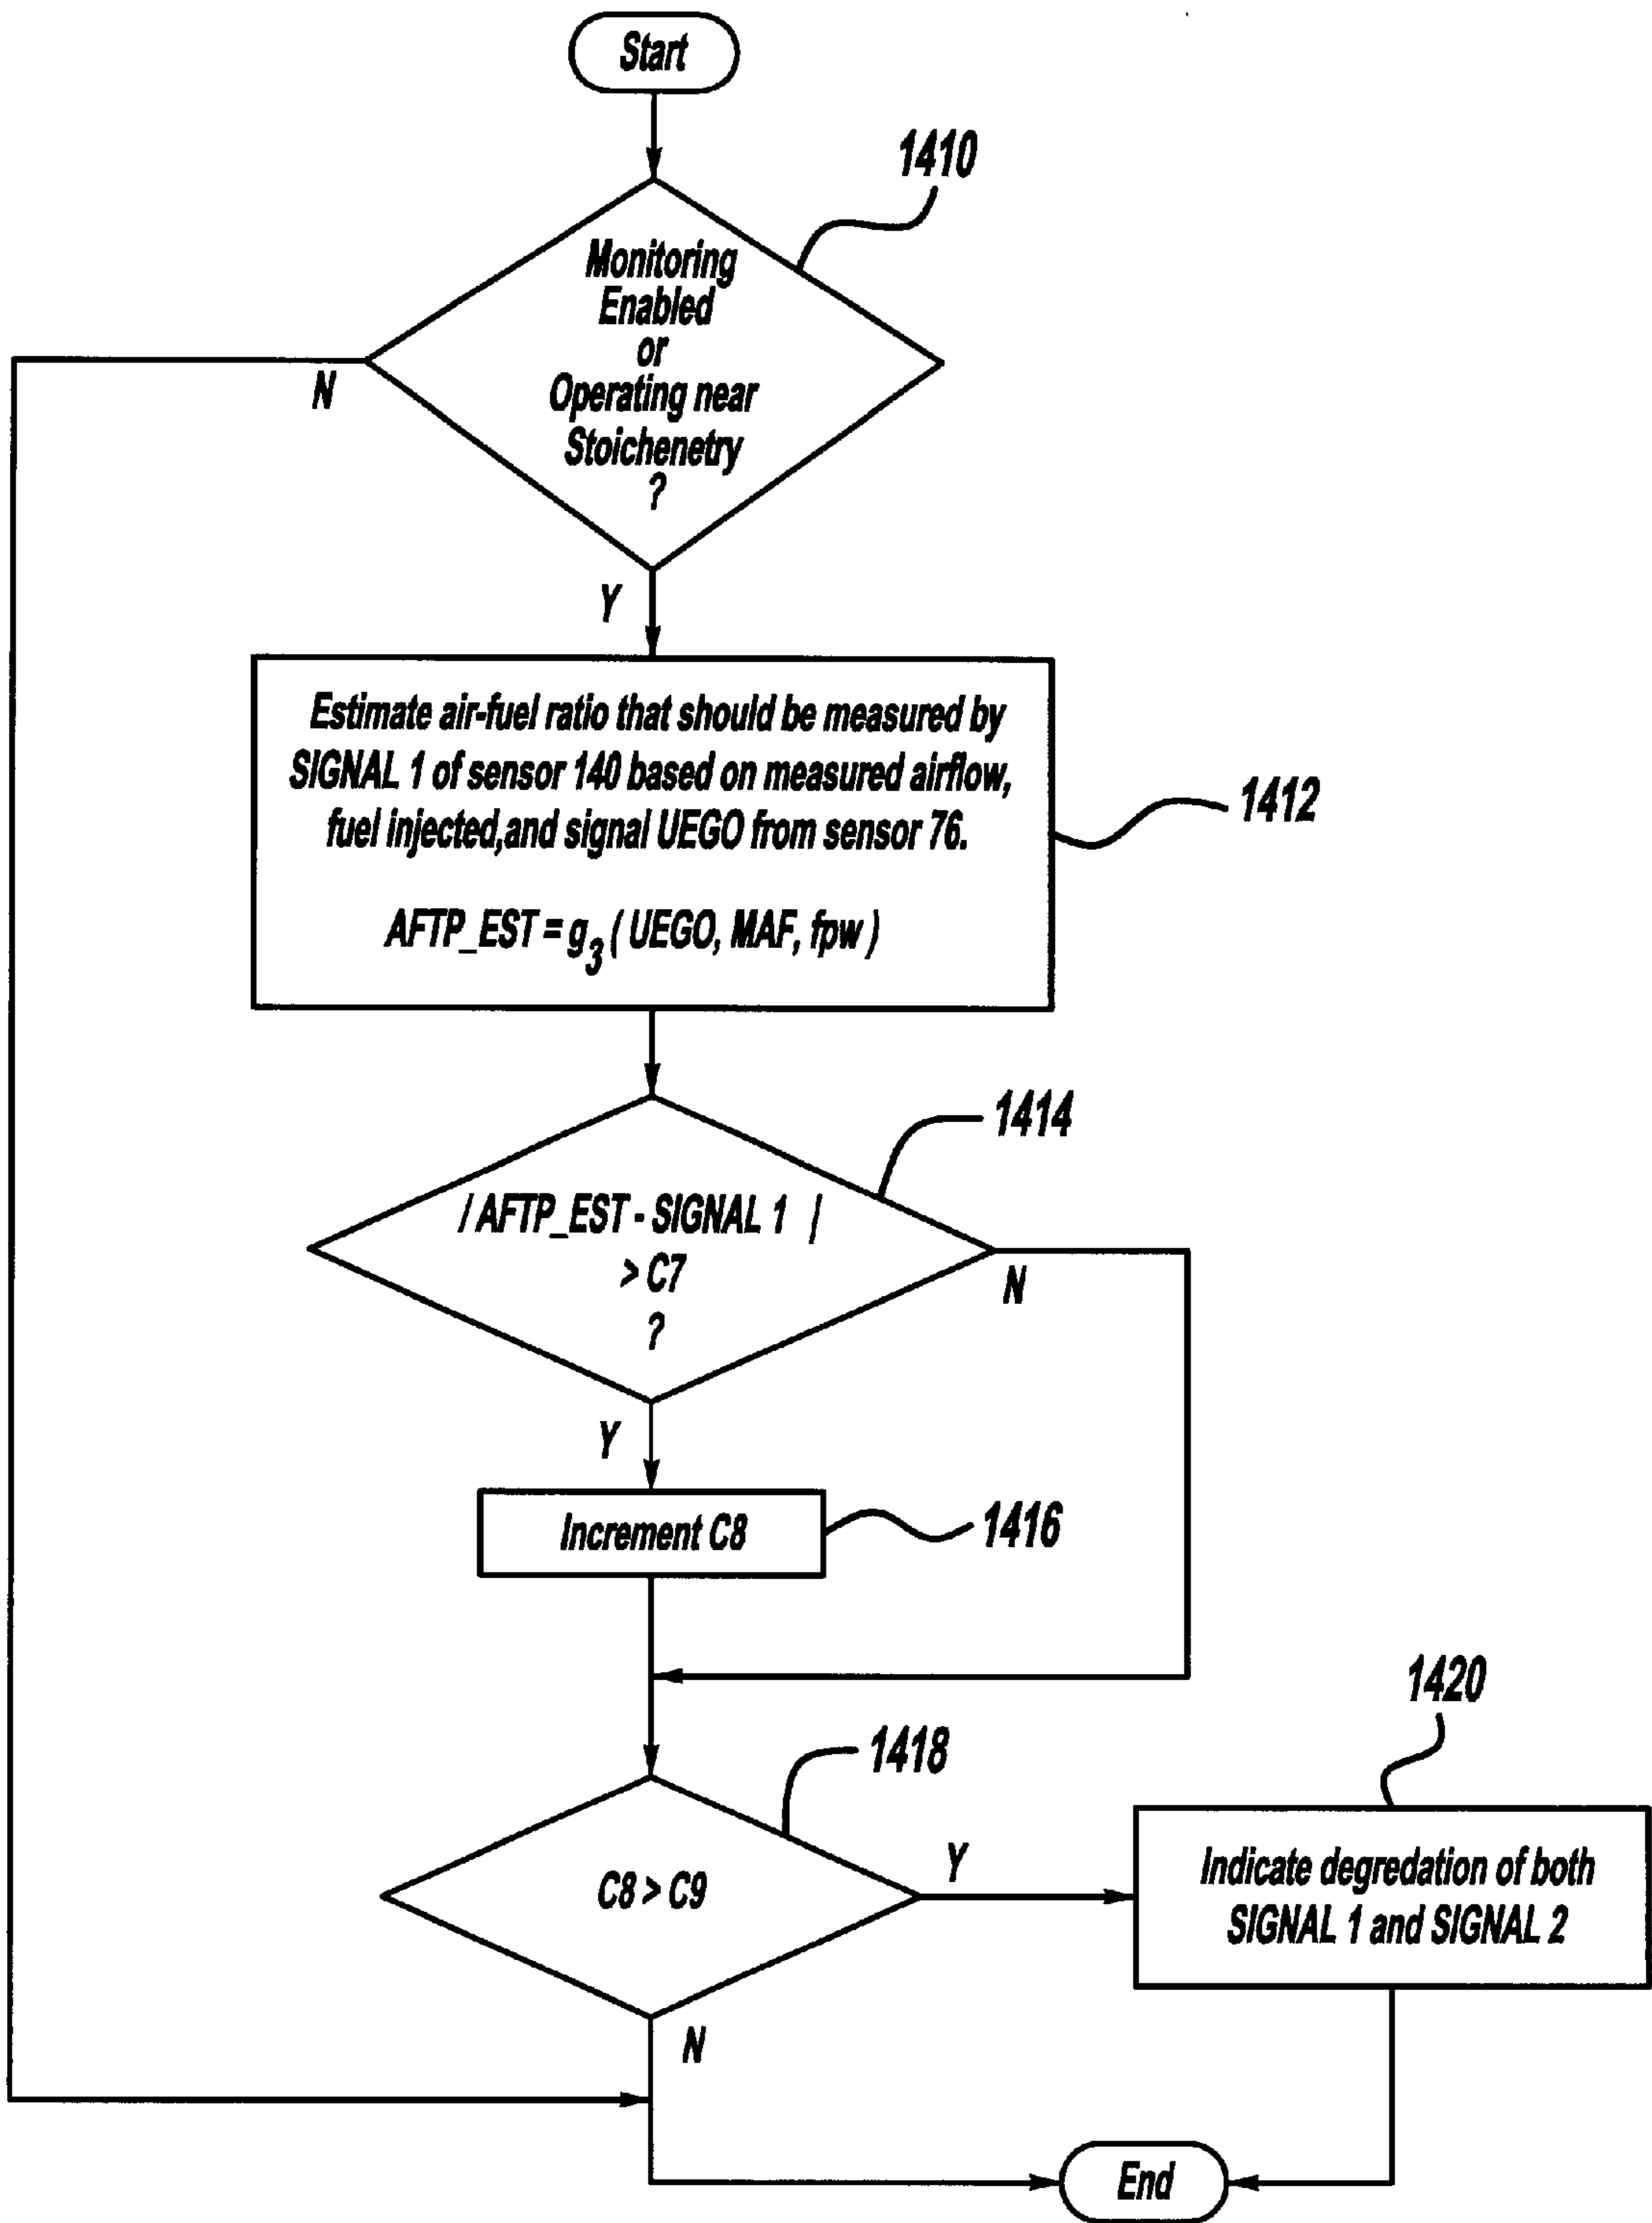 Start
1410
Monitoring
Enabled
or
Operating near
Stoichenetry
?
N
Y
Estimate air-fuel ratio that should be measured by
SIGNAL 1 of sensor 140 based on measured airflow,
fuel injected,and signal UEGO from sensor 76.
AFTP_EST = g3 ( UEGO, MAF, fpw )
1412
1414
/ AFTP_EST - SIGNAL 1 |
> C7
?
N
Y
Increment C8
1416
1418
1420
C8 > C9
Y
Indicate degredation of both
SIGNAL 1 and SIGNAL 2
N
End